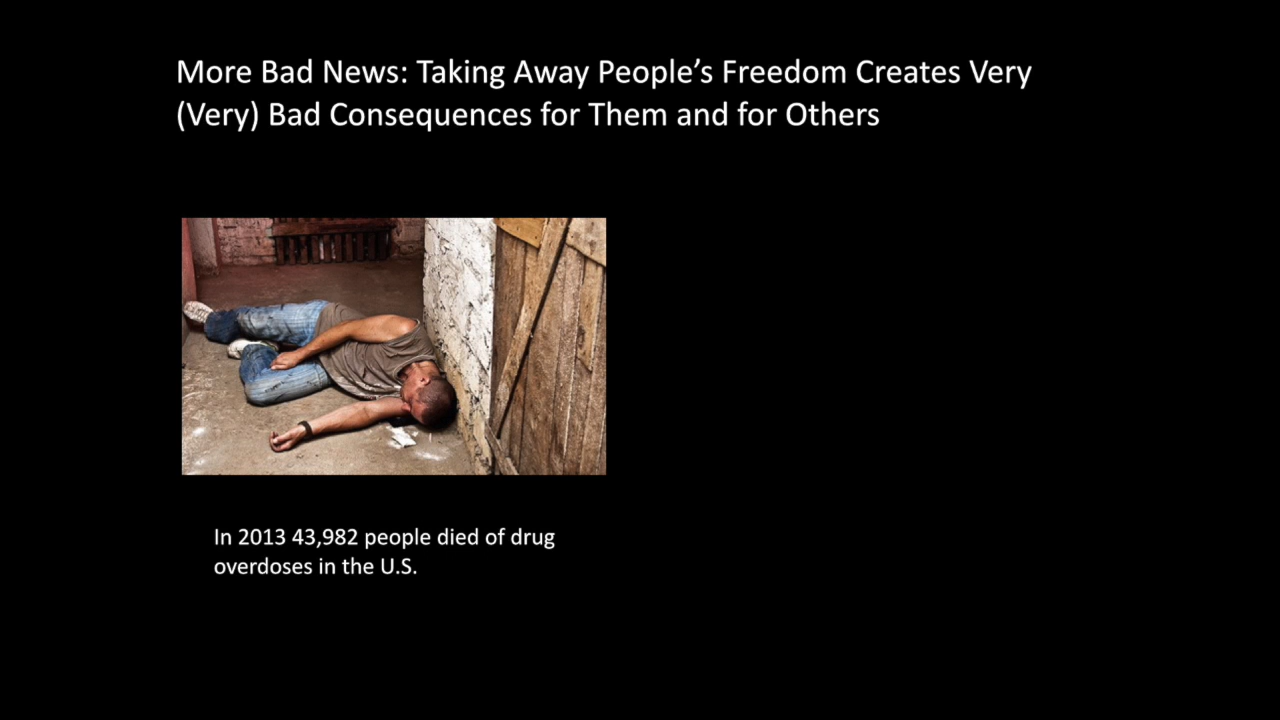 More Bad News: Taking Away People’s Freedom Creates Very
(Very) Bad Consequences for Them and for Others
In 2013 43,982 people died of drug
overdoses in the U.S.